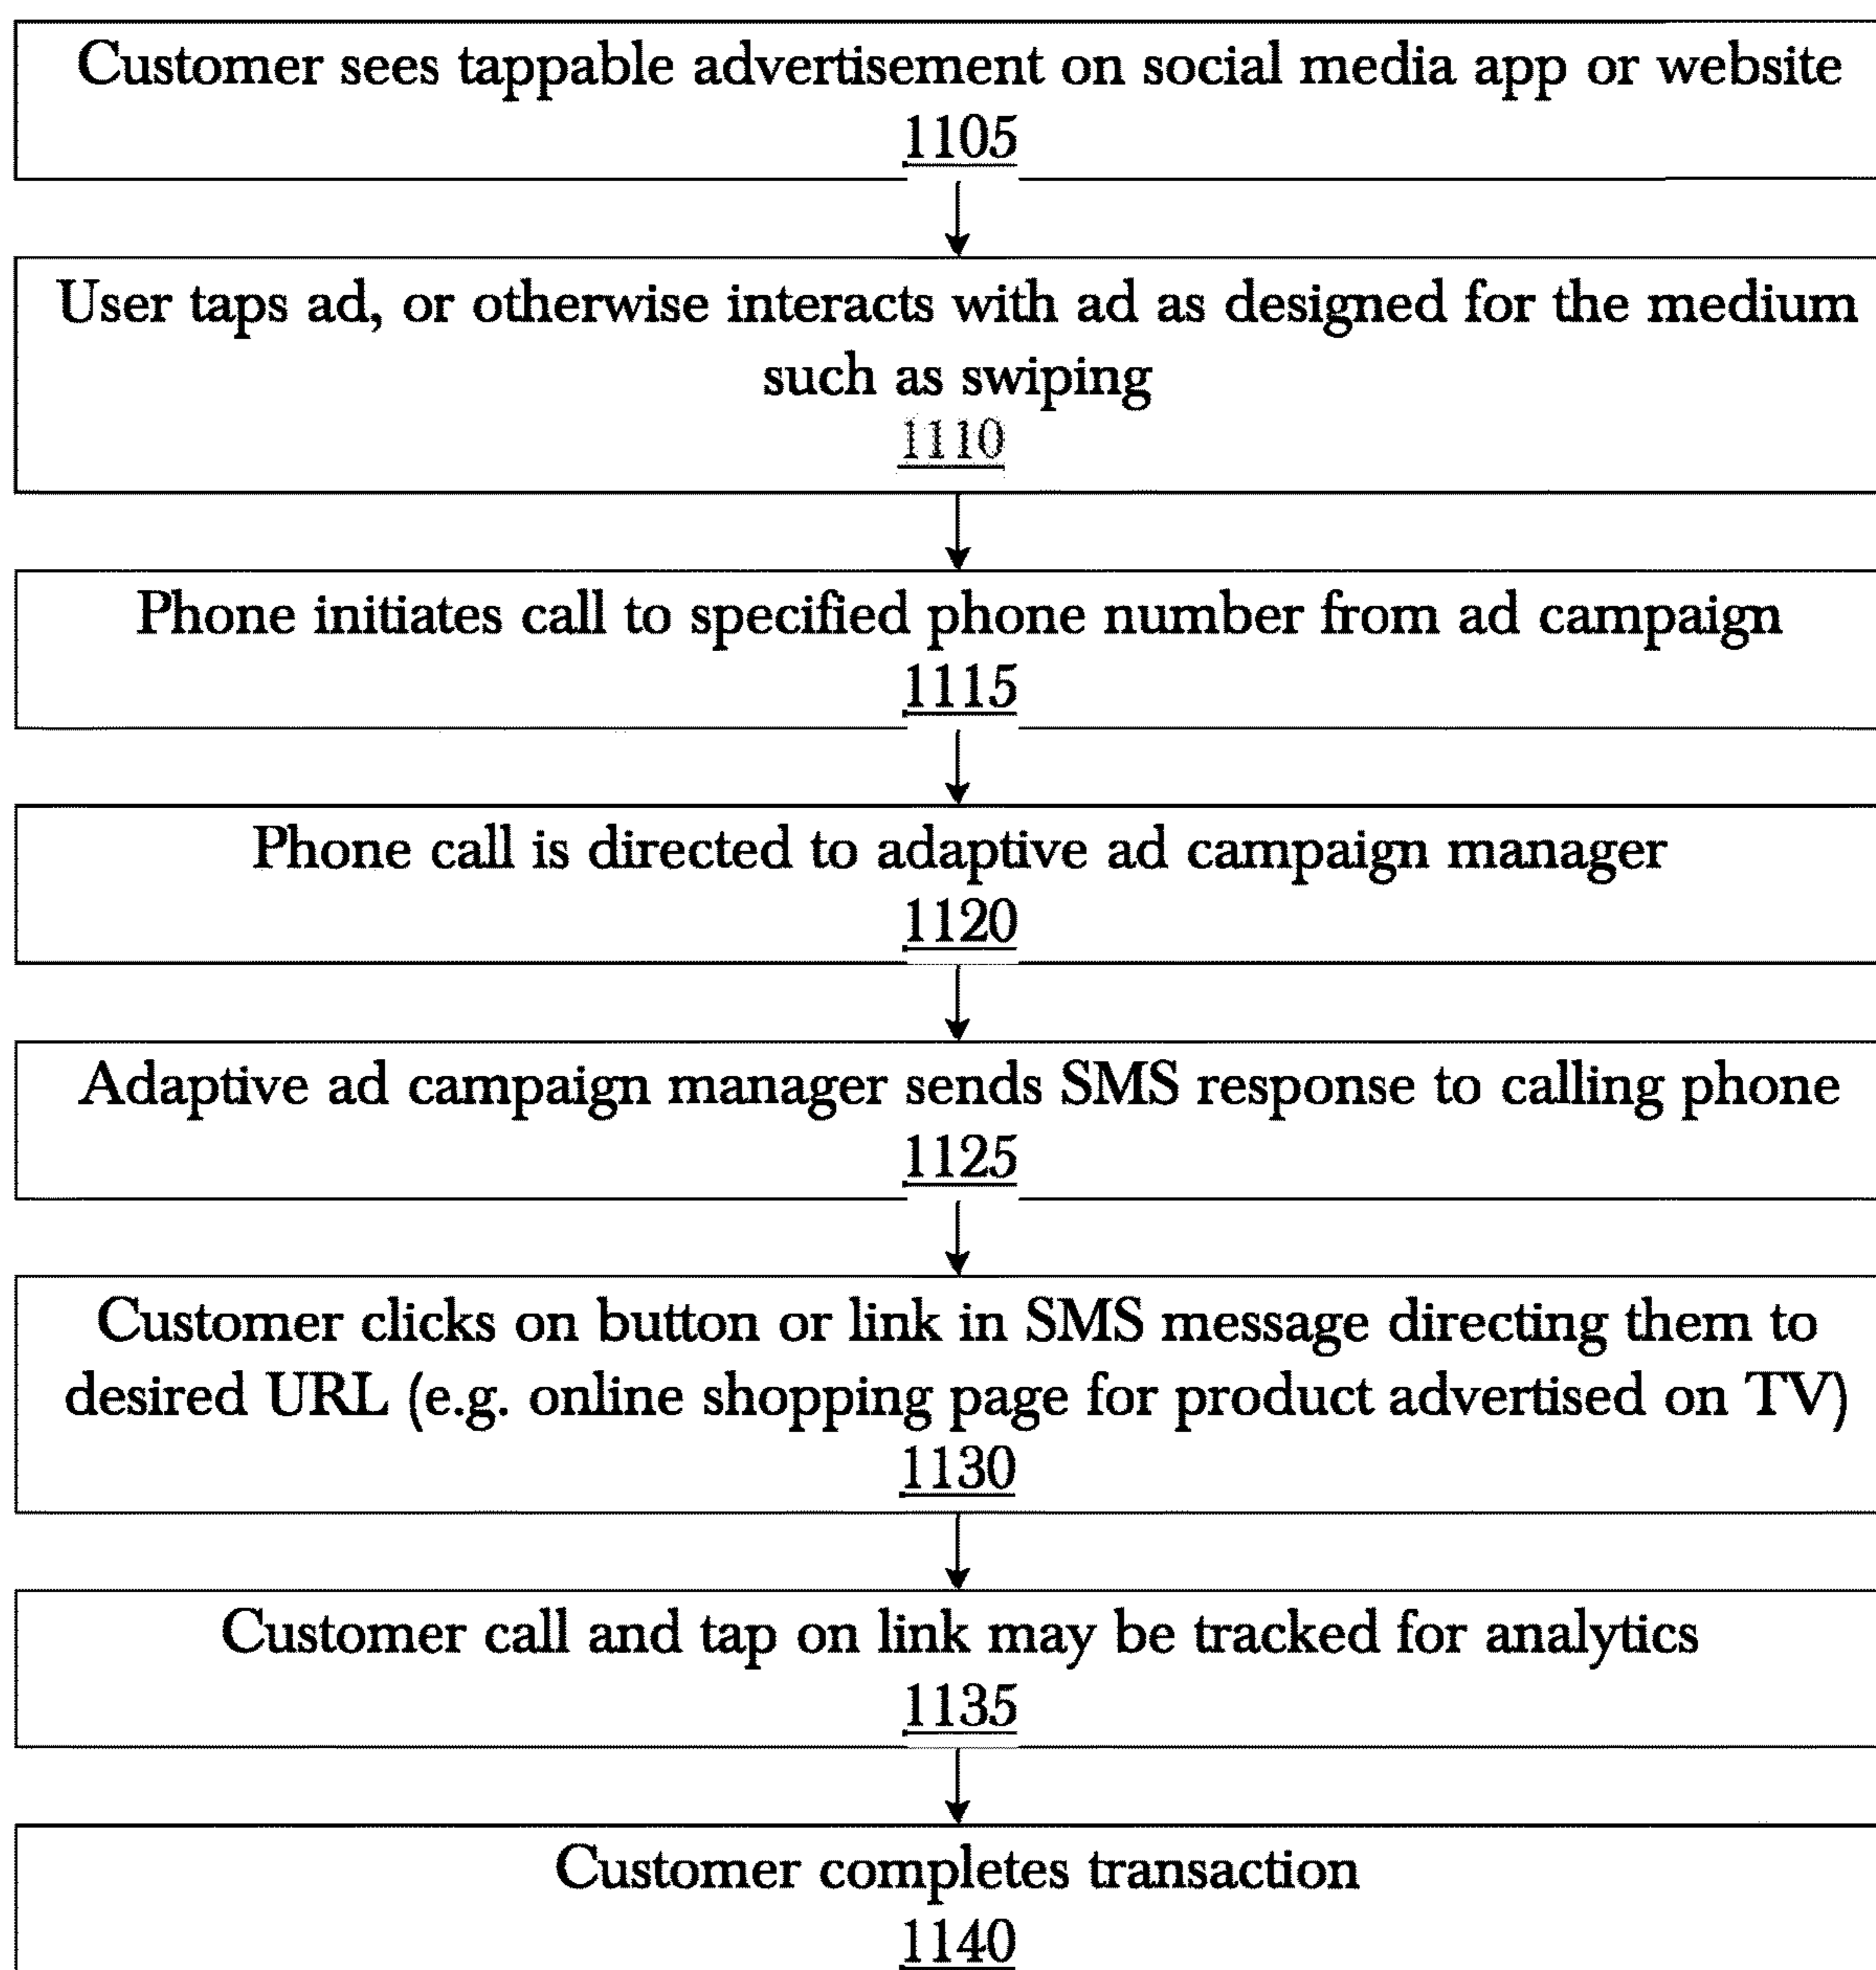 Customer sees tappable advertisement on social media app or website
1105
User taps ad, or otherwise interacts with ad as designed for the medium
such as swiping
1110
Phone initiates call to specified phone number from ad campaign
1115
Phone call is directed to adaptive ad campaign manager
1120
Adaptive ad campaign manager sends SMS response to calling phone
1125
Customer clicks on button or link in SMS message directing them to
desired URL (e.g. online shopping page for product advertised on TV)
1130
Customer call and tap on link may be tracked for analytics
1135
Customer completes transaction
1140